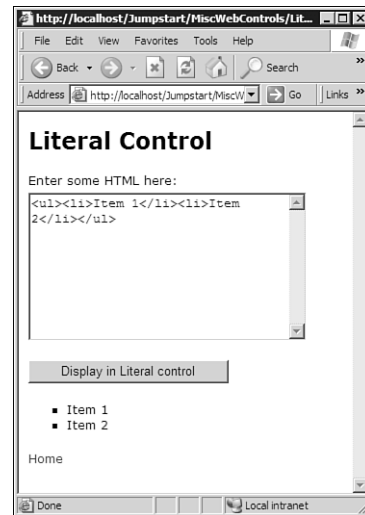 http://localhost/Jumpstart/MiscWebControls/Lit...
File Edit View Favorites Tools Help
Back Search »
Address http://localhost/Jumpstart/MiscW Go Links »
Literal Control
Enter some HTML here:
<ul><li>Item 1</li><li>Item
2</li></ul>
Display in Literal control
Item 1
Item 2
Home
Done Local intranet